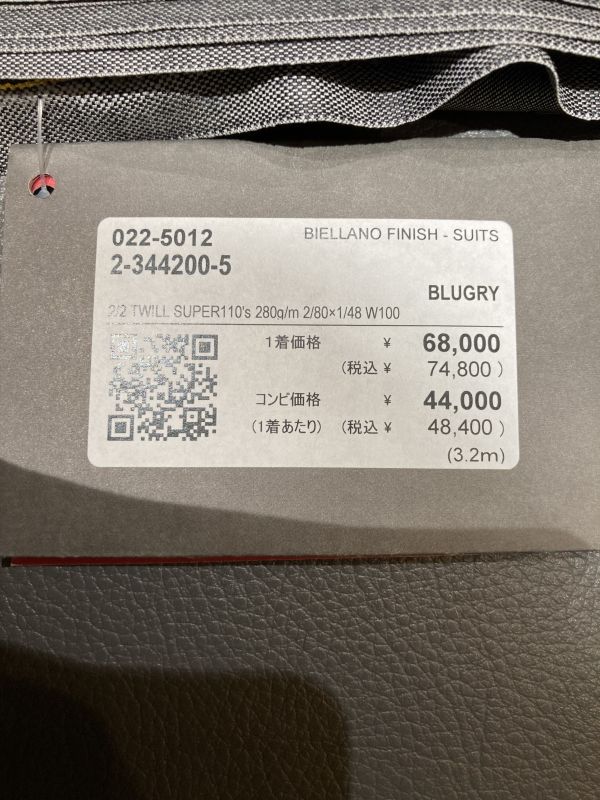 022-5012
BIELLANO FINISH - SUITS
2-344200-5
BLUGRY
2/2 TWILL SUPER110's 280g/m 2/80×1/48 W100
1着価格 ¥ 68,000
(税込 ¥ 74,800 )
コンビ価格 ¥ 44,000
(1着あたり) (税込 ¥ 48,400 )
(3.2m)